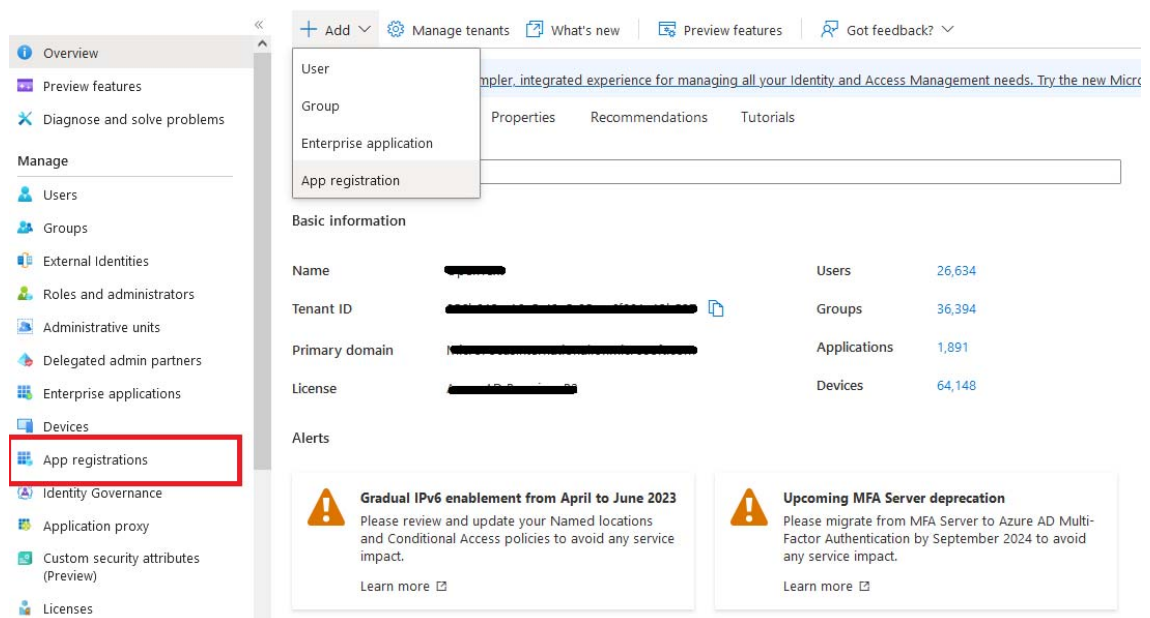 Overview
Preview features
Diagnose and solve problems
Manage
Users
Groups
External Identities
Roles and administrators
Administrative units
Delegated admin partners
Enterprise applications
Devices
App registrations
Identity Governance
Application proxy
Custom security attributes
(Preview)
Licenses
Add
Manage tenants
What's new
Preview features
Got feedback?
User
Group
Enterprise application
App registration
integrated experience for managing all your Identity and Access Management needs. Try the new
Properties
Recommendations
Tutorials
Basic information
Name
Users
26,634
Tenant ID
Groups
36,394
Primary domain
Applications
1,891
License
Devices
64,148
Alerts
Gradual IPv6 enablement from April to June 2023
Please review and update your Named locations
and Conditional Access policies to avoid any service
impact.
Learn more
Upcoming MFA Server deprecation
Please migrate from MFA Server to Azure AD Multi-
Factor Authentication by September 2024 to avoid
any service impact.
Learn more